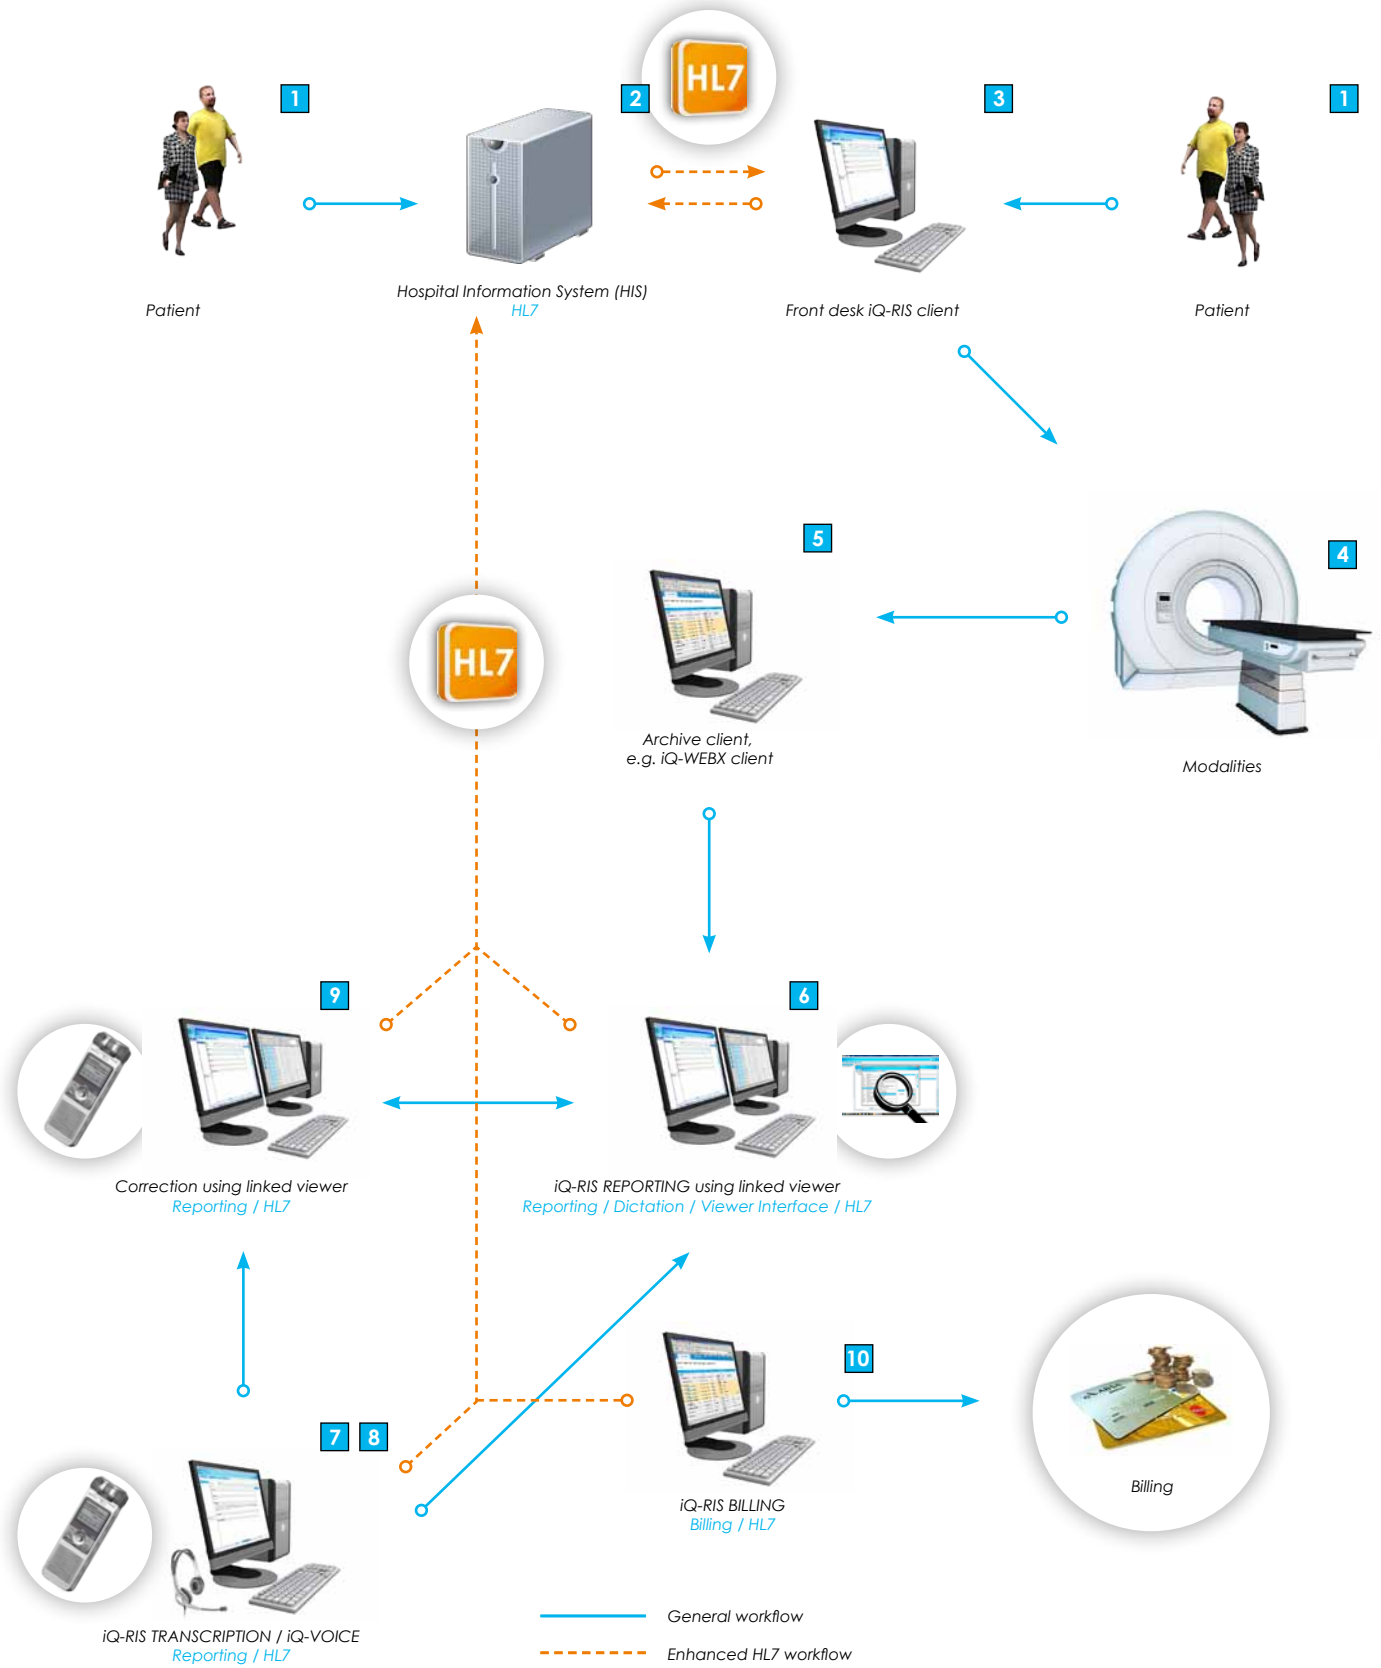 HL7
1
2
3
1
Patient
Hospital Information System (HIS)
HL7
Front desk iQ-RIS client
Patient
5
4
HL7
Archive client,
e.g. iQ-WEBX client
Modalities
9
6
Correction using linked viewer
Reporting / HL7
iQ-RIS REPORTING using linked viewer
Reporting / Dictation / Viewer Interface / HL7
10
7 8
iQ-RIS BILLING
Billing / HL7
Billing
iQ-RIS TRANSCRIPTION / iQ-VOICE
Reporting / HL7
General workflow
Enhanced HL7 workflow